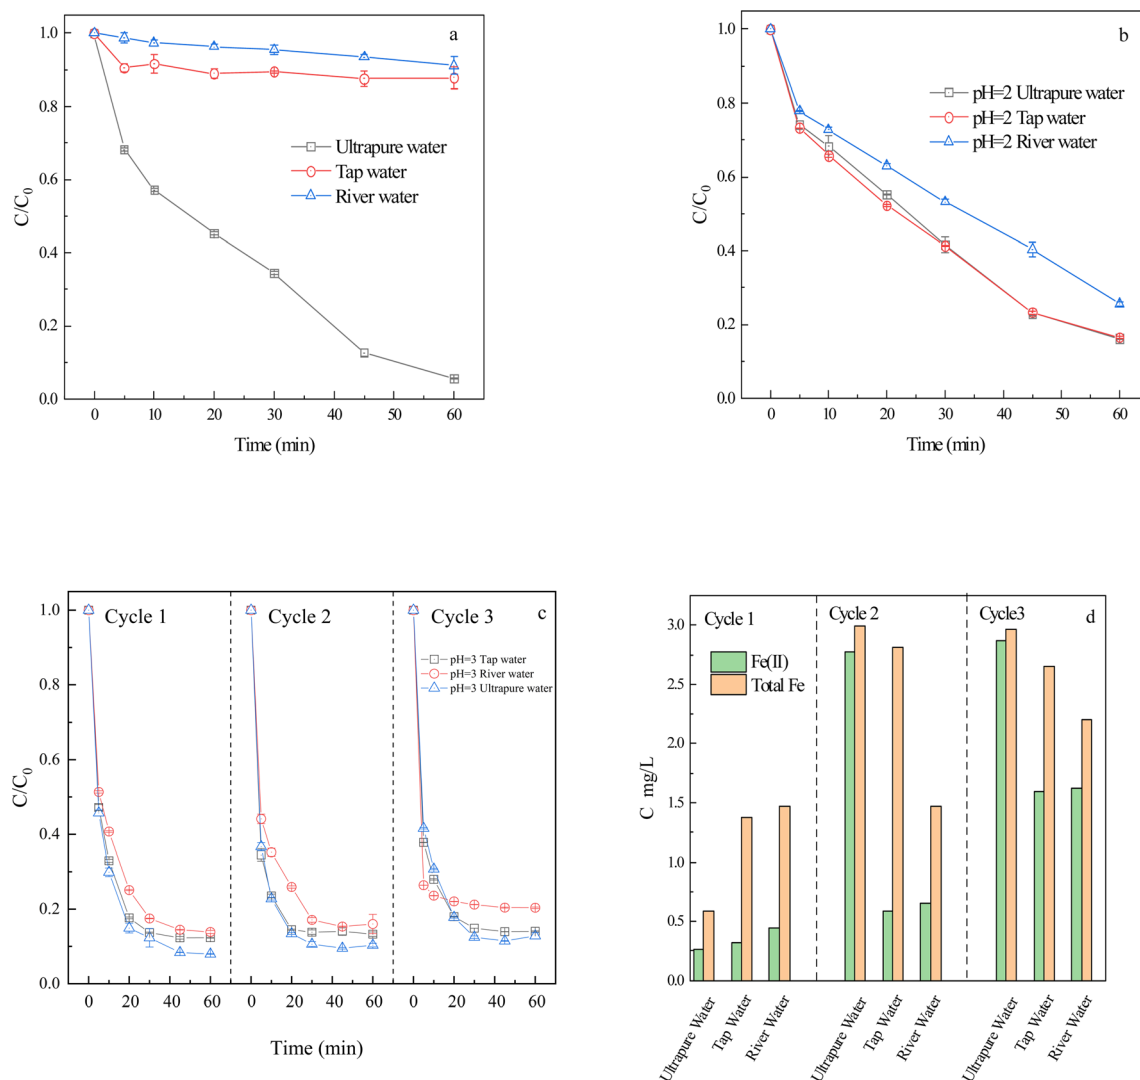 a
1.0
0.8
0.6
0.4
0.2
0.0
C/C0
Ultrapure water
Tap water
River water
0 10 20 30 40 50 60
Time (min)
b
1.0
0.8
0.6
0.4
0.2
0.0
C/C0
pH=2 Ultrapure water
pH=2 Tap water
pH=2 River water
0 10 20 30 40 50 60
Time (min)
Cycle 1 Cycle 2 Cycle 3 c
1.0
0.8
0.6
0.4
0.2
0.0
C/C0
pH=3 Tap water
pH=3 River water
pH=3 Ultrapure water
0 20 40 60 0 20 40 60 0 20 40 60
Time (min)
Cycle 1 Cycle 2 Cycle3 d
3.0
2.5
2.0
1.5
1.0
0.5
0.0
C mg/L
Fe(II)
Total Fe
Ultrapure Water
Tap Water
River Water
Ultrapure Water
Tap Water
River Water
Ultrapure Water
Tap Water
River Water